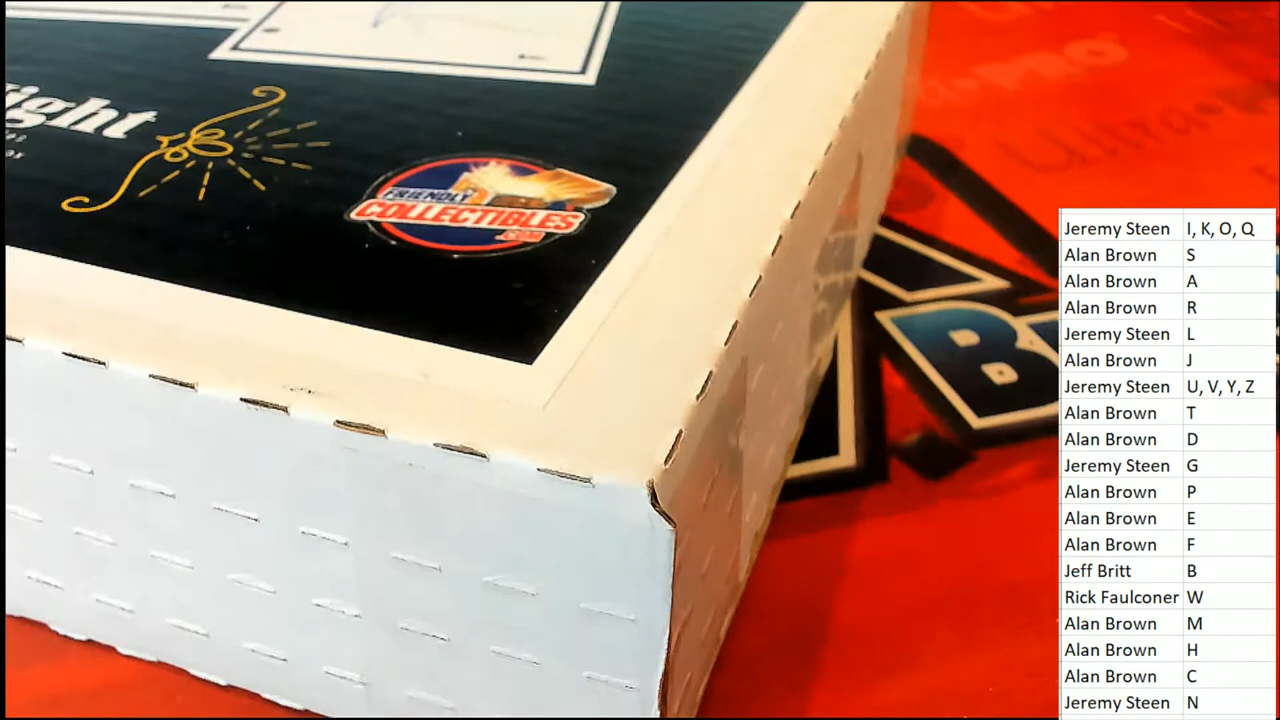 ight
FRIENDLY
COLLECTIBLES
.COM
PRO
Ultra
B
Jeremy Steen I, K, O, Q
Alan Brown S
Alan Brown A
Alan Brown R
Jeremy Steen L
Alan Brown J
Jeremy Steen U, V, Y, Z
Alan Brown T
Alan Brown D
Jeremy Steen G
Alan Brown P
Alan Brown E
Alan Brown F
Jeff Britt B
Rick Faulconer W
Alan Brown M
Alan Brown H
Alan Brown C
Jeremy Steen N